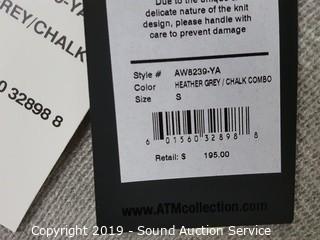 Due to the unique
delicate nature of the knit
design, please handle with
care to prevent damage
Style # AW8239-YA
Color HEATHER GREY / CHALK COMBO
Size S
6 01560 32898 8
Retail: $ 195.00
www.ATMcollection.com
-YA
GREY/CHALK
0 32898 8
Copyright 2019 - Sound Auction Service